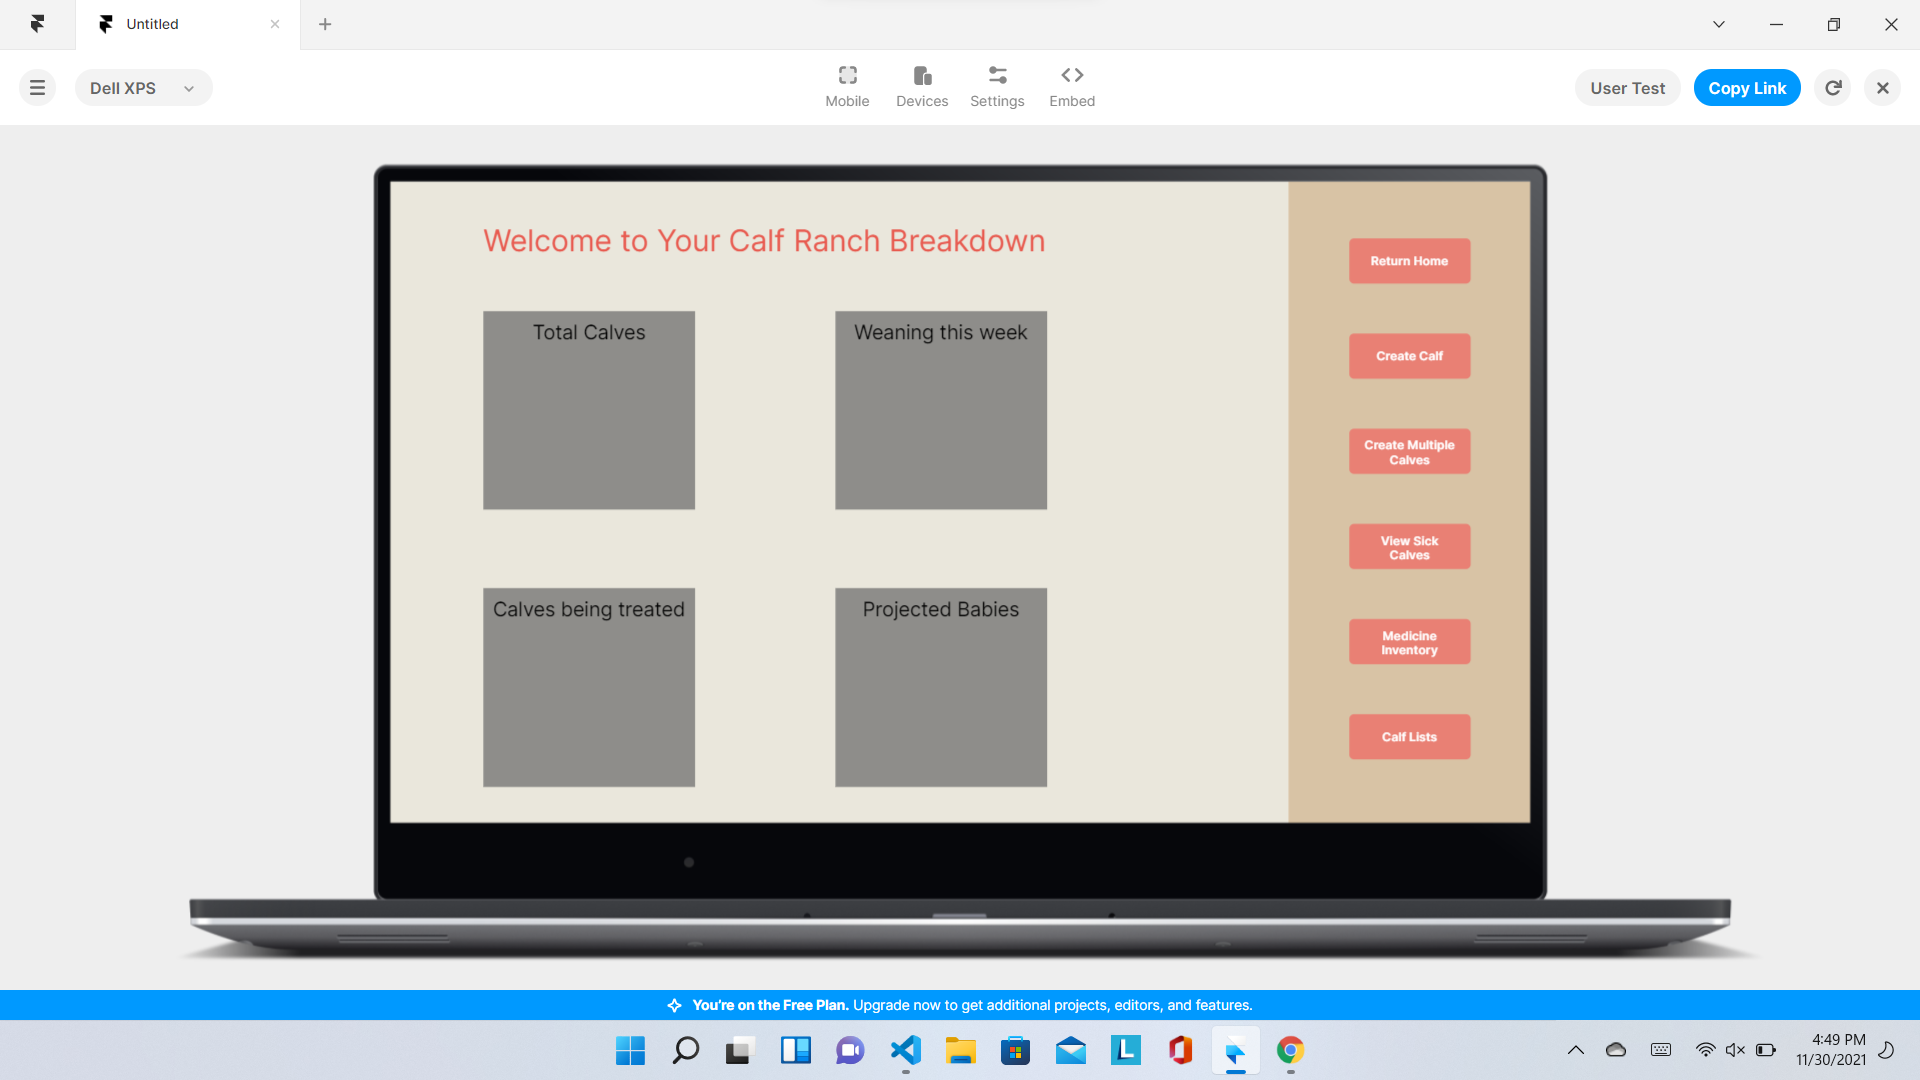 Untitled
Dell XPS
Mobile
Devices
Settings
Embed
User Test
Copy Link
Welcome to Your Calf Ranch Breakdown
Total Calves
Weaning this week
Calves being treated
Projected Babies
Return Home
Create Calf
Create Multiple
Calves
View Sick
Calves
Medicine
Inventory
Calf Lists
You're on the Free Plan. Upgrade now to get additional projects, editors, and features.
L
4:49 PM
11/30/2021